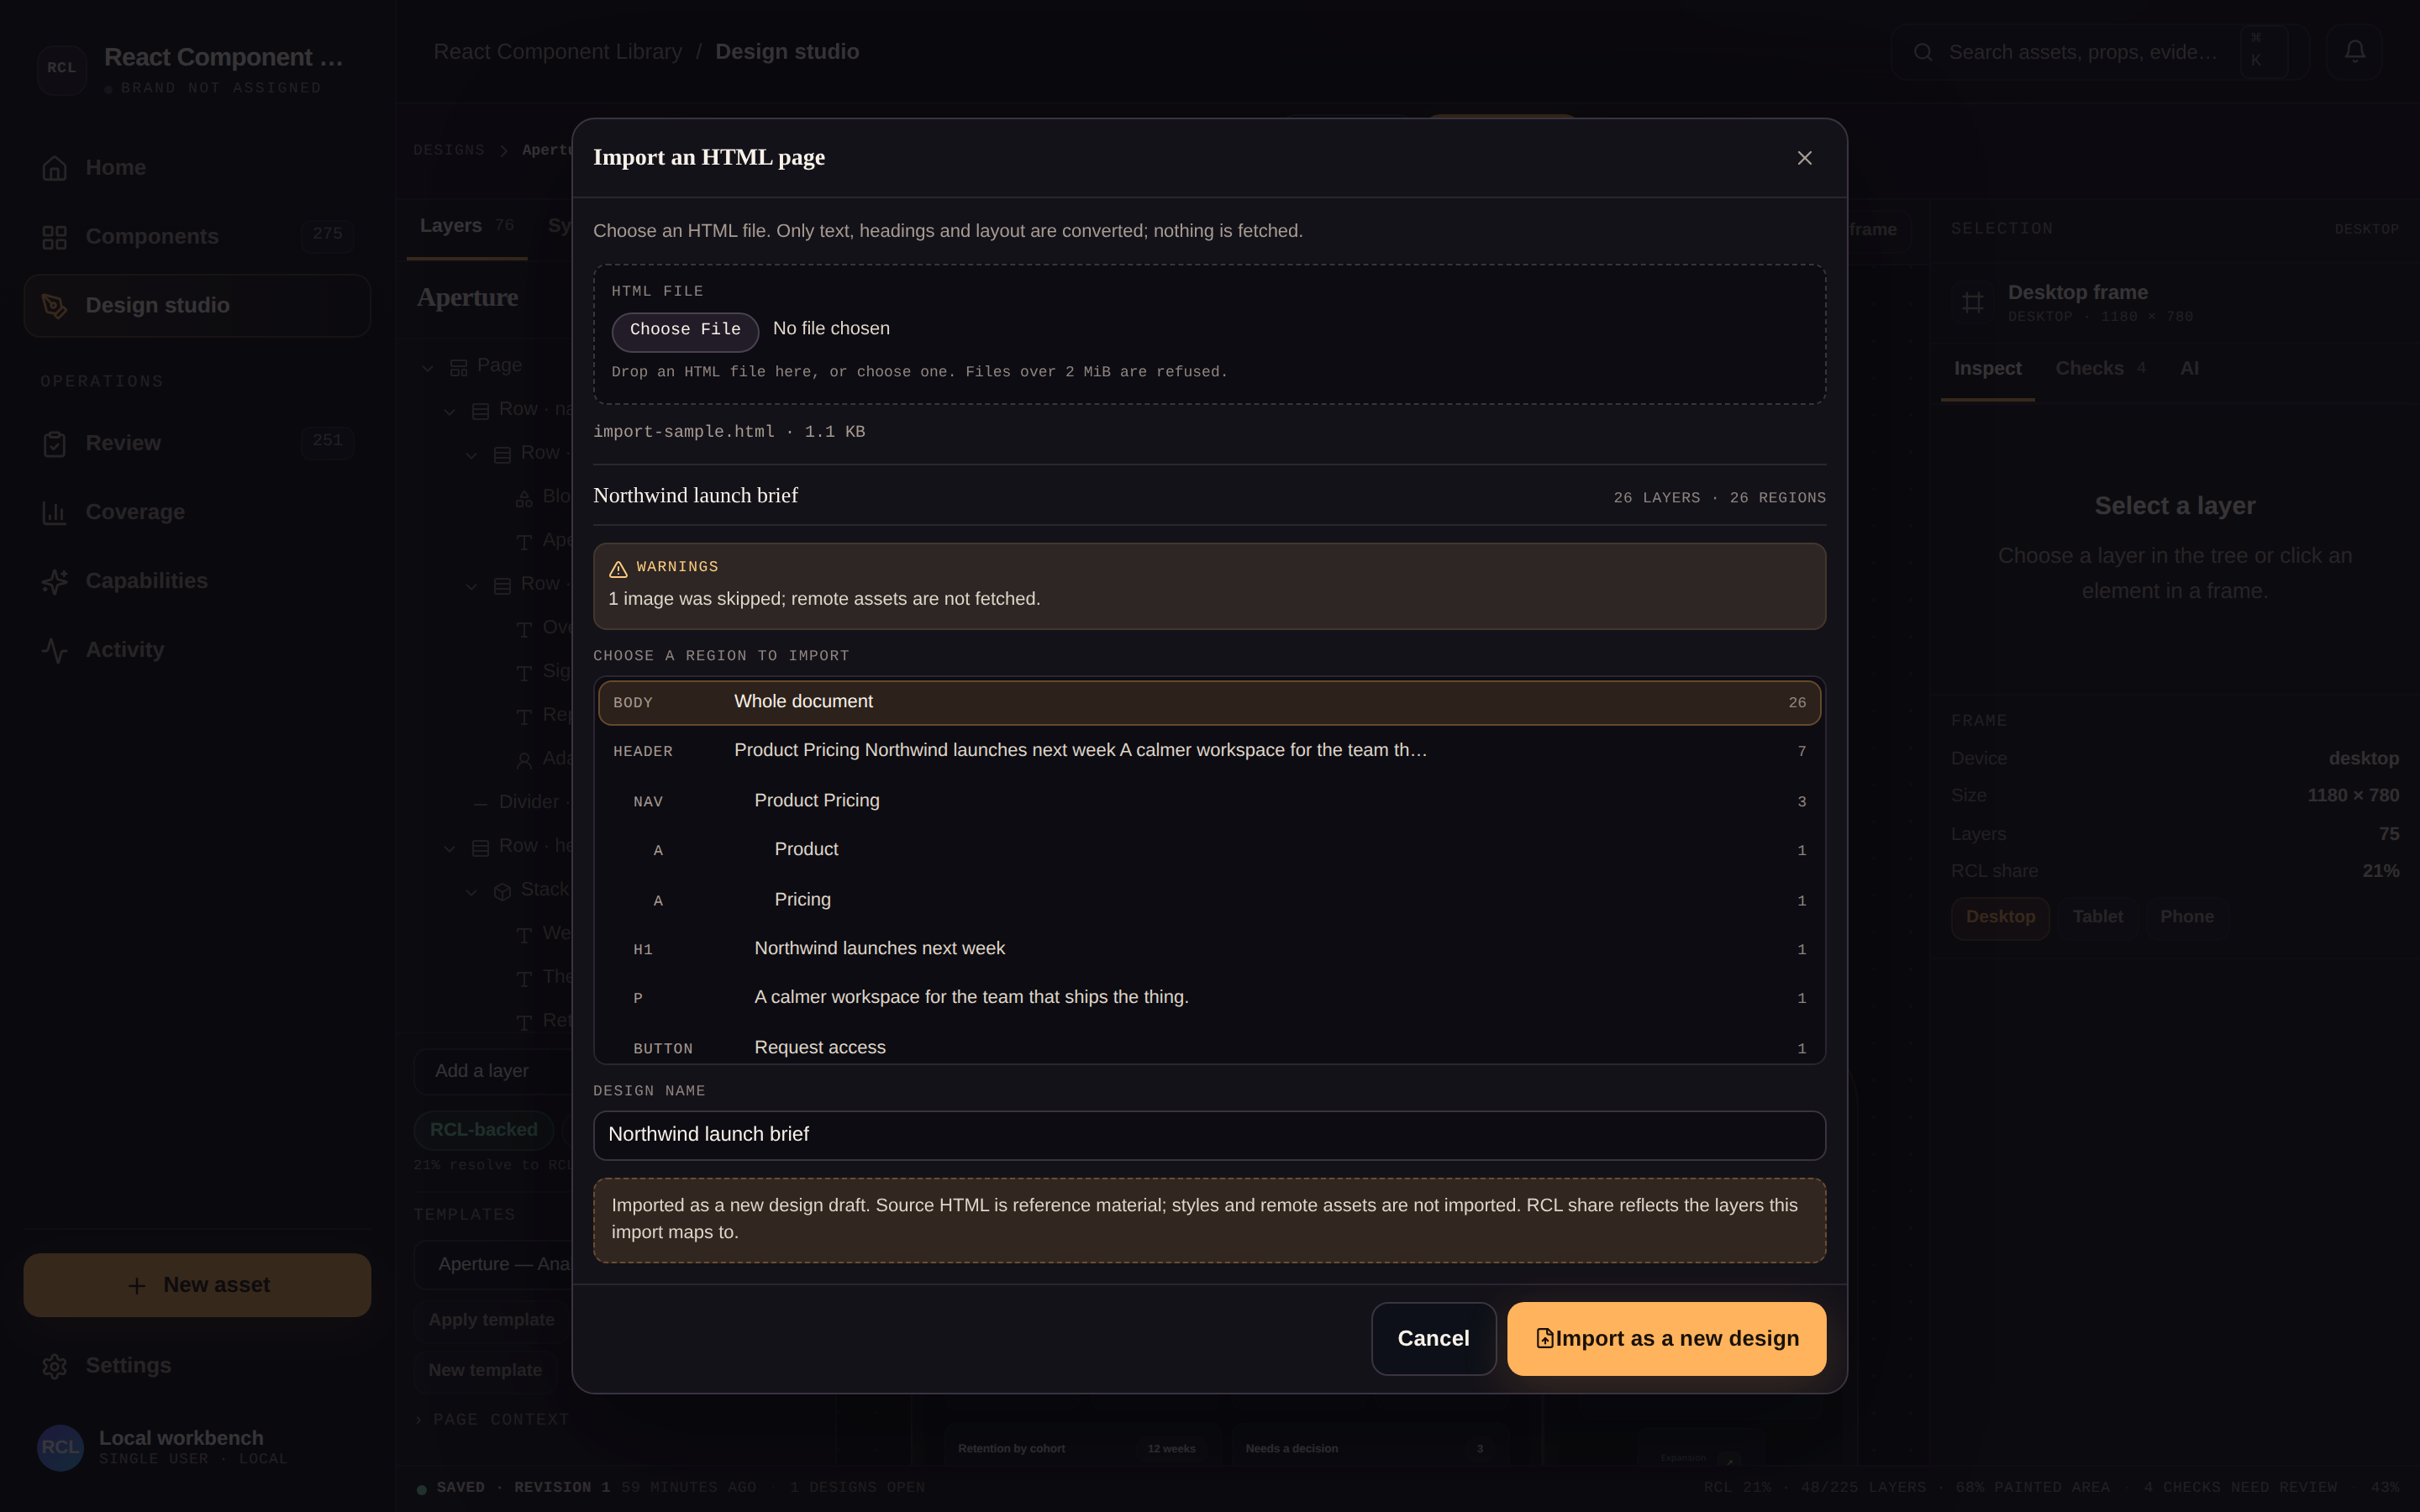 RCL
React Component …
BRAND NOT ASSIGNED
Home
Components 275
Design studio
OPERATIONS
Review 251
Coverage
Capabilities
Activity
New asset
Settings
RCL
Local workbench
SINGLE USER · LOCAL
React Component Library / Design studio
Search assets, props, evide…
⌘
K
DESIGNS
Layers 76
Aperture
Page
Add a layer
RCL-backed
TEMPLATES
Apply template
New template
PAGE CONTEXT
Import an HTML page
Choose an HTML file. Only text, headings and layout are converted; nothing is fetched.
HTML FILE
Choose File No file chosen
Drop an HTML file here, or choose one. Files over 2 MiB are refused.
import-sample.html · 1.1 KB
Northwind launch brief 26 LAYERS · 26 REGIONS
WARNINGS
1 image was skipped; remote assets are not fetched.
CHOOSE A REGION TO IMPORT
BODY Whole document 26
HEADER Product Pricing Northwind launches next week A calmer workspace for the team th… 7
NAV Product Pricing 3
A Product 1
A Pricing 1
H1 Northwind launches next week 1
P A calmer workspace for the team that ships the thing. 1
BUTTON Request access 1
DESIGN NAME
Northwind launch brief
Imported as a new design draft. Source HTML is reference material; styles and remote assets are not imported. RCL share reflects the layers this
import maps to.
Cancel
Import as a new design
Retention by cohort 12 weeks
Needs a decision 3
Expansion
frame
SELECTION DESKTOP
Desktop frame
DESKTOP · 1180 × 780
Inspect Checks 4 AI
Select a layer
Choose a layer in the tree or click an
element in a frame.
FRAME
Device desktop
Size 1180 × 780
Layers 75
RCL share 21%
Desktop Tablet Phone
SAVED · REVISION 1 59 MINUTES AGO · 1 DESIGNS OPEN
RCL 21% · 48/225 LAYERS · 68% PAINTED AREA · 4 CHECKS NEED REVIEW · 43%